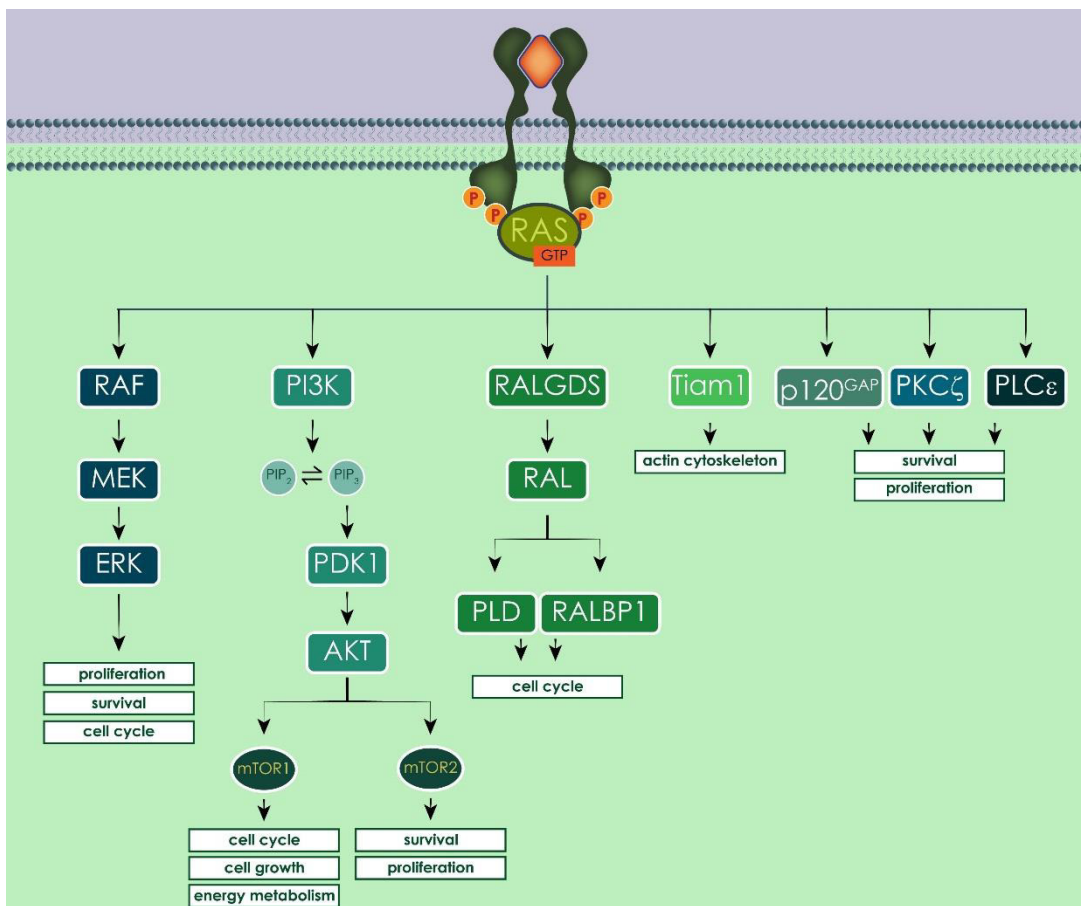 P P P P
RAS
GTP
RAF PI3K RALGDS Tiam1 p120GAP PKCζ PLCε
actin cytoskeleton survival
proliferation
MEK PIP2 ⇌ PIP3 RAL
ERK PDK1
PLD RALBP1
AKT
proliferation
survival
cell cycle
cell cycle
mTOR1 mTOR2
cell cycle survival
cell growth proliferation
energy metabolism